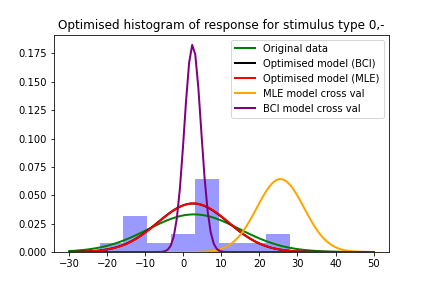 Optimised histogram of response for stimulus type 0,-
Original data
Optimised model (BCI)
Optimised model (MLE)
MLE model cross val
BCI model cross val
0.175
0.150
0.125
0.100
0.075
0.050
0.025
0.000
−30 −20 −10 0 10 20 30 40 50